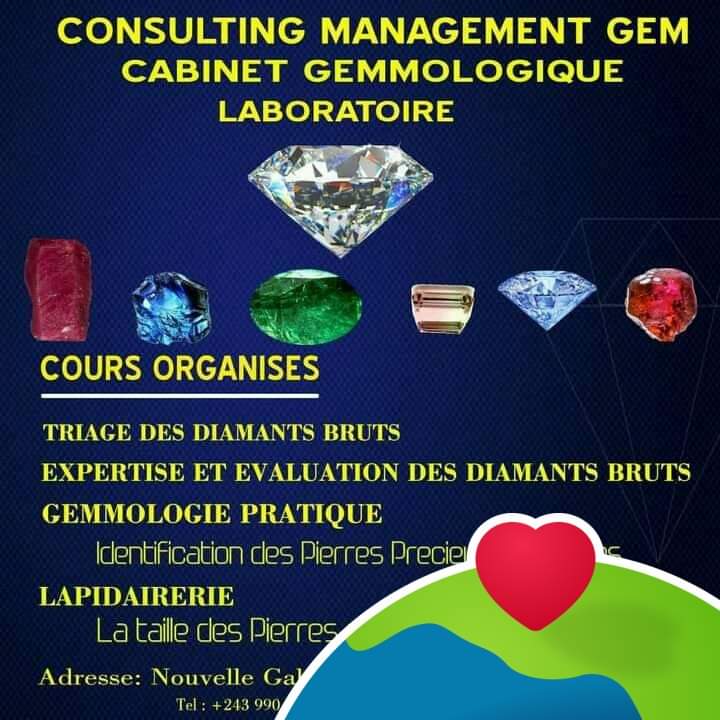 CONSULTING MANAGEMENT GEM
CABINET GEMMOLOGIQUE
LABORATOIRE
COURS ORGANISES
TRIAGE DES DIAMANTS BRUTS
EXPERTISE ET EVALUATION DES DIAMANTS BRUTS
GEMMOLOGIE PRATIQUE
Identification des Pierres
LAPIDAIRERIE
La taille des Pierres
Adresse: Nouvelle
Tel : +243 990